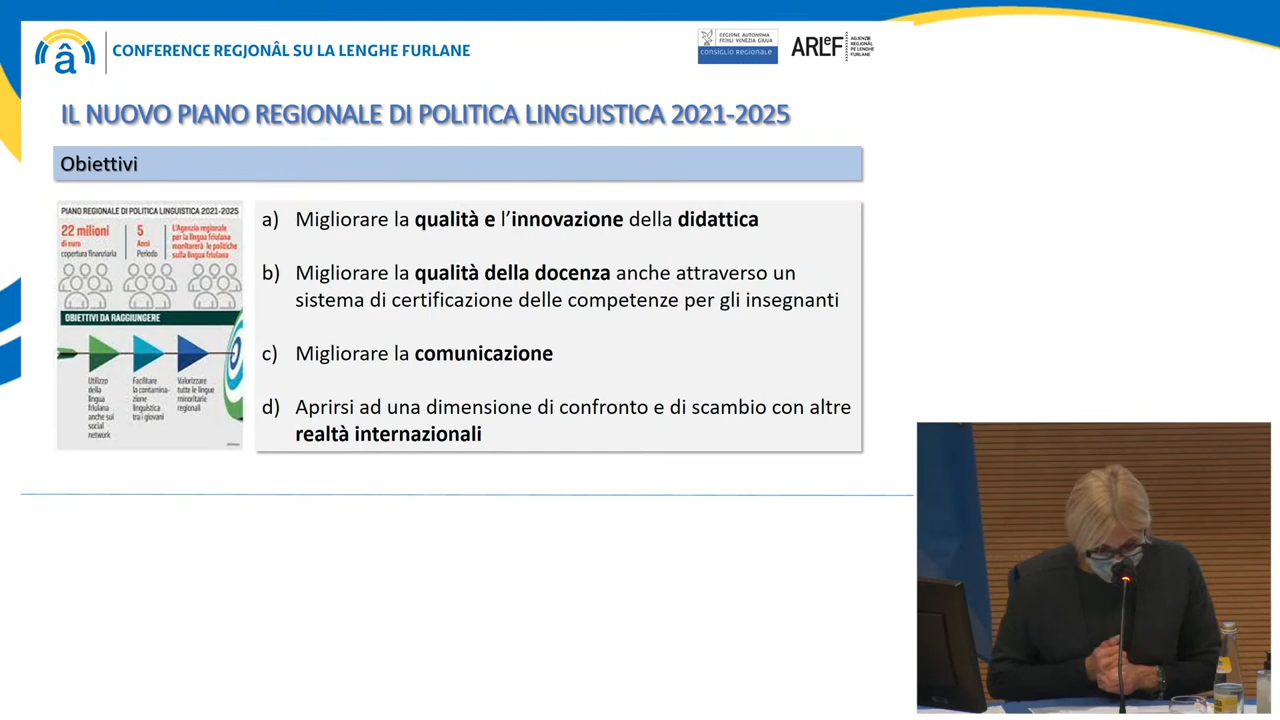 â CONFERENCE REGJONÂL SU LA LENGHE FURLANE
REGIONE AUTONOMA
FRIULI VENEZIA GIULIA
CONSIGLIO REGIONALE
ARLeF
AGJENZIE
REGJONÂL
PE LENGHE
FURLANE
IL NUOVO PIANO REGIONALE DI POLITICA LINGUISTICA 2021-2025
Obiettivi
PIANO REGIONALE DI POLITICA LINGUISTICA 2021-2025
22 milioni
di euro
copertura finanziaria
5
Anni
Periodo
L'Agenzia regionale
per la lingua friulana
monitorerà le politiche
sulla lingua friulana
OBIETTIVI DA RAGGIUNGERE
Utilizzo
della
lingua
friulana
anche sui
social
network
Facilitare
la contamina-
zione
linguistica
tra i giovani
Valorizzare
tutte le lingue
minoritarie
regionali
a) Migliorare la qualità e l'innovazione della didattica
b) Migliorare la qualità della docenza anche attraverso un
sistema di certificazione delle competenze per gli insegnanti
c) Migliorare la comunicazione
d) Aprirsi ad una dimensione di confronto e di scambio con altre
realtà internazionali